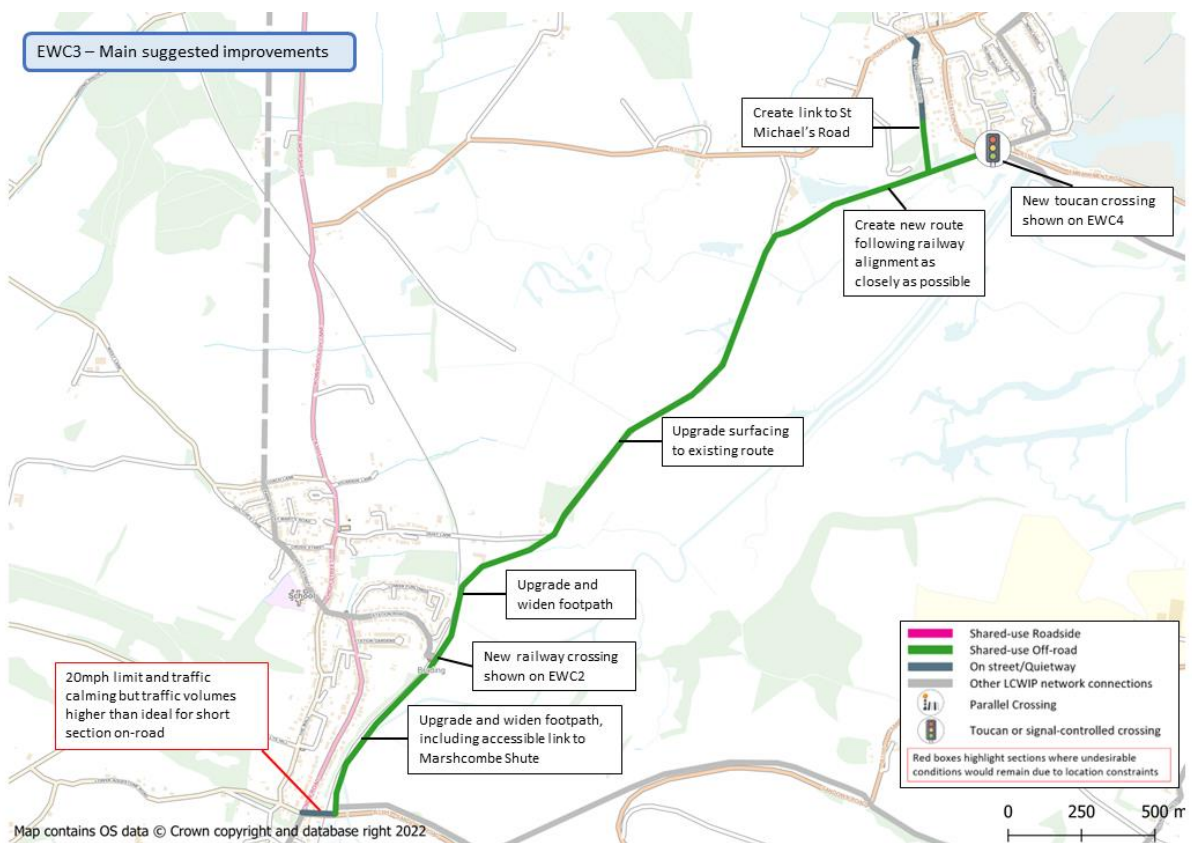 EWC3 – Main suggested improvements
Create link to St
Michael's Road
New toucan crossing
shown on EWC4
Create new route
following railway
alignment as
closely as possible
Upgrade surfacing
to existing route
School
Upgrade and
widen footpath
New railway crossing
shown on EWC2
Brading
20mph limit and traffic
calming but traffic volumes
higher than ideal for short
section on-road
Upgrade and widen footpath,
including accessible link to
Marshcombe Shute
Shared-use Roadside
Shared-use Off-road
On street/Quietway
Other LCWIP network connections
Parallel Crossing
Toucan or signal-controlled crossing
Red boxes highlight sections where undesirable
conditions would remain due to location constraints
0 250 500 m
Map contains OS data © Crown copyright and database right 2022